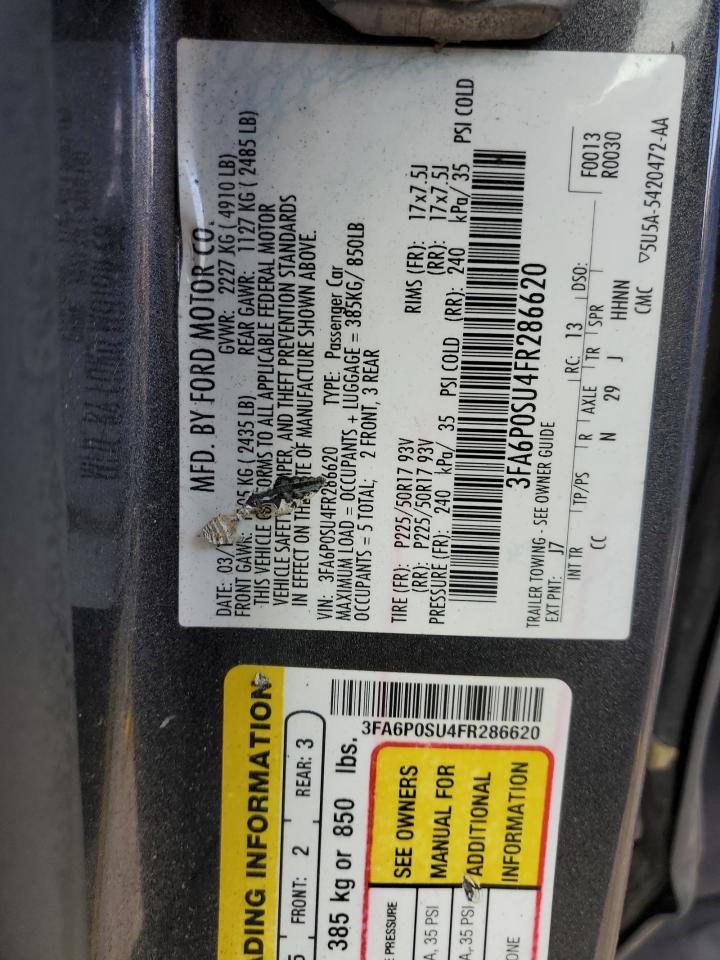 MFD. BY FORD MOTOR CO.
DATE: 03/ GVWR: 2227 KG ( 4910 LB)
FRONT GAWR: 05 KG ( 2435 LB) REAR GAWR: 1127 KG ( 2485 LB)
THIS VEHICLE ORMS TO ALL APPLICABLE FEDERAL MOTOR
VEHICLE SAFET MPER, AND THEFT PREVENTION STANDARDS
IN EFFECT ON THE TE OF MANUFACTURE SHOWN ABOVE.
VIN: 3FA6P0SU4FR286620 TYPE: Passenger Car
MAXIMUM LOAD = OCCUPANTS + LUGGAGE = 385KG/ 850LB
OCCUPANTS = 5 TOTAL; 2 FRONT, 3 REAR
TIRE (FR): P225/50R17 93V RIMS (FR): 17x7.5J
(RR): P225/50R17 93V (RR): 17x7.5J
PRESSURE (FR): 240 kPa/ 35 PSI COLD (RR): 240 kPa/ 35 PSI COLD
3FA6P0SU4FR286620
TRAILER TOWING - SEE OWNER GUIDE
EXT PNT: J7 RC: 13 DSO: F0013
R0030
INT TR TP/PS R AXLE TR SPR
CC N 29 J HHNN
CMC ▽5U5A-5420472-AA
ADING INFORMATION
5 FRONT: 2 REAR: 3
385 kg or 850 lbs.
3FA6P0SU4FR286620
PRESSURE
A, 35 PSI
A, 35 PSI
ONE
SEE OWNERS
MANUAL FOR
ADDITIONAL
INFORMATION